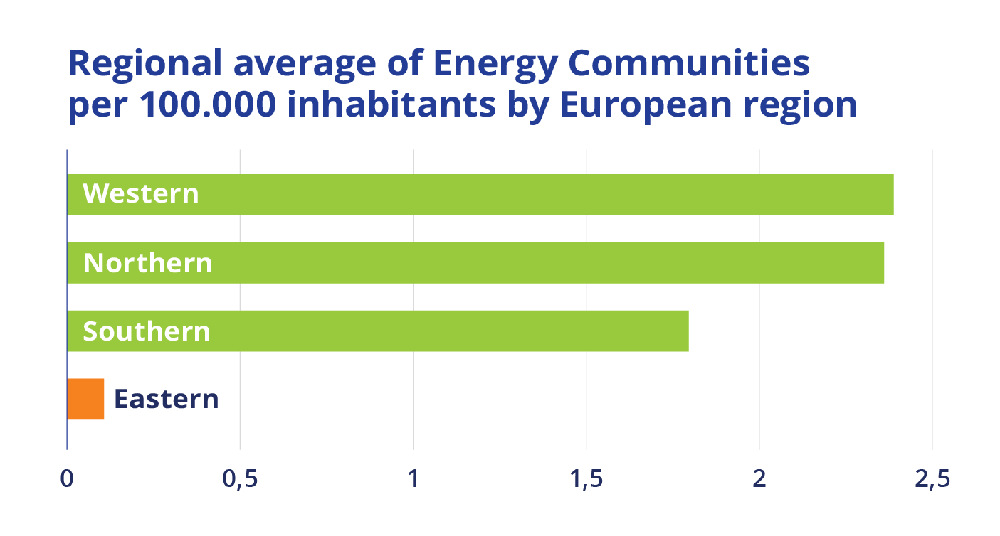 Regional average of Energy Communities
per 100.000 inhabitants by European region
Western
Northern
Southern
Eastern
0 0,5 1 1,5 2 2,5